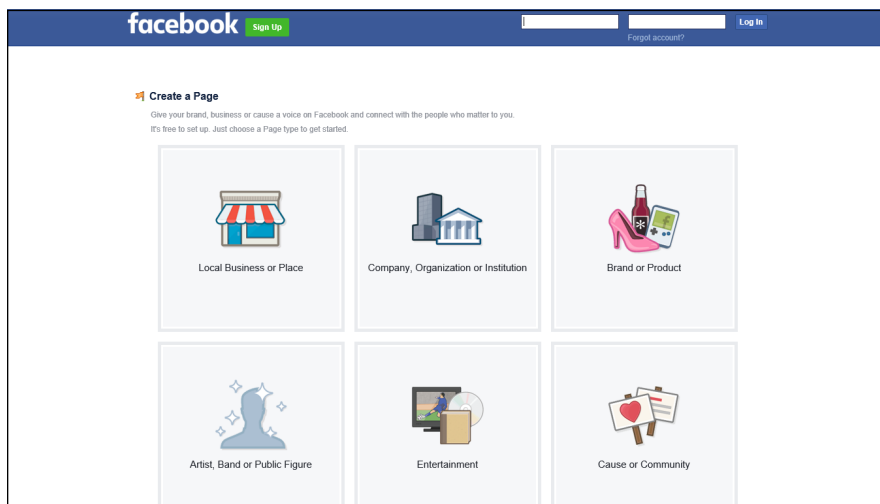 facebook
Sign Up
Log In
Forgot account?
Create a Page
Give your brand, business or cause a voice on Facebook and connect with the people who matter to you.
It's free to set up. Just choose a Page type to get started.
Local Business or Place
Company, Organization or Institution
Brand or Product
Artist, Band or Public Figure
Entertainment
Cause or Community